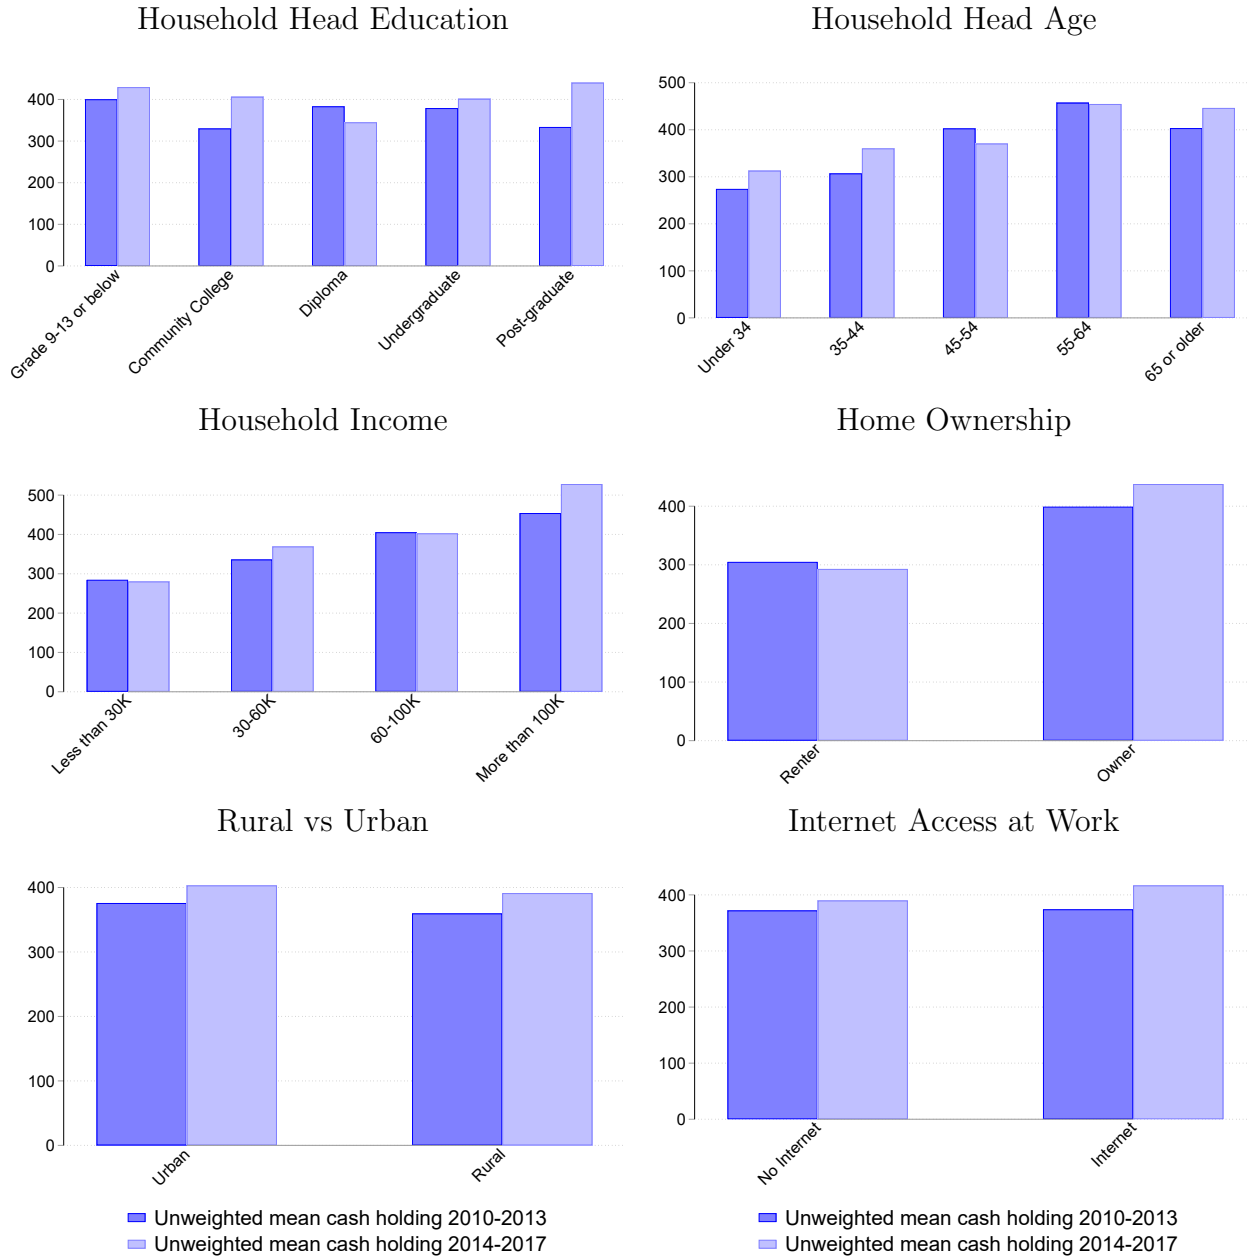 Household Head Education
400
300
200
100
0
Grade 9-13 or below
Community College
Diploma
Undergraduate
Post-graduate
Household Head Age
500
400
300
200
100
0
Under 34
35-44
45-54
55-64
65 or older
Household Income
500
400
300
200
100
0
Less than 30K
30-60K
60-100K
More than 100K
Home Ownership
400
300
200
100
0
Renter
Owner
Rural vs Urban
400
300
200
100
0
Urban
Rural
Unweighted mean cash holding 2010-2013
Unweighted mean cash holding 2014-2017
Internet Access at Work
400
300
200
100
0
No Internet
Internet
Unweighted mean cash holding 2010-2013
Unweighted mean cash holding 2014-2017